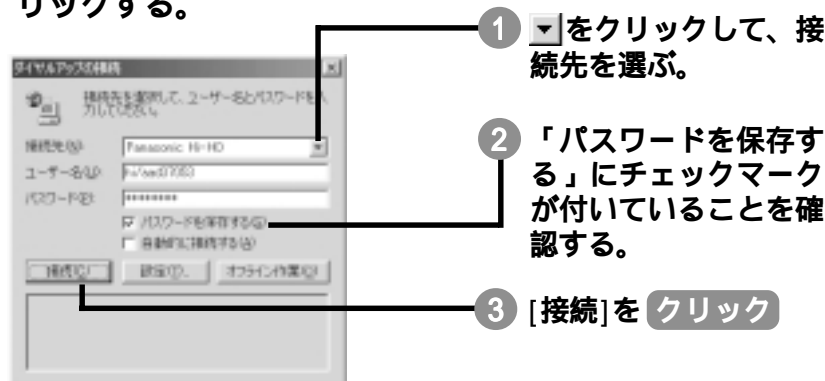 リックする。
1 ▼をクリックして、接
続先を選ぶ。
ダイヤルアップの接続
接続先を選択して、ユーザー名とパスワードを入
力してください。
接続先(N):
Panasonic Hi-HO
2 「パスワードを保存す
る」にチェックマーク
が付いていることを確
認する。
ユーザー名(U):
パスワード(P):
*********
パスワードを保存する(S)
自動的に接続する(A)
接続(C)
設定(T)...
オフライン作業(O)
3 [接続]を クリック